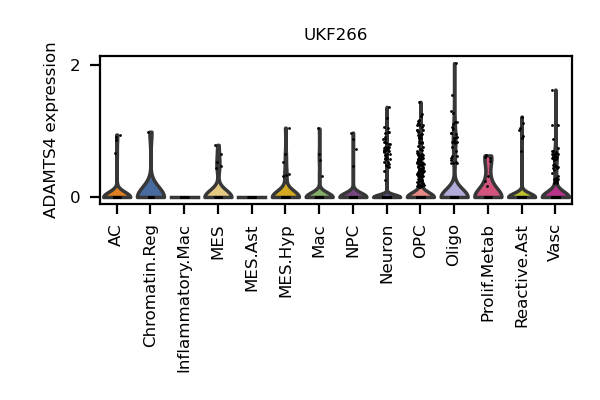 UKF266
ADAMTS4 expression
2
0
AC
Chromatin.Reg
Inflammatory.Mac
MES
MES.Ast
MES.Hyp
Mac
NPC
Neuron
OPC
Oligo
Prolif.Metab
Reactive.Ast
Vasc